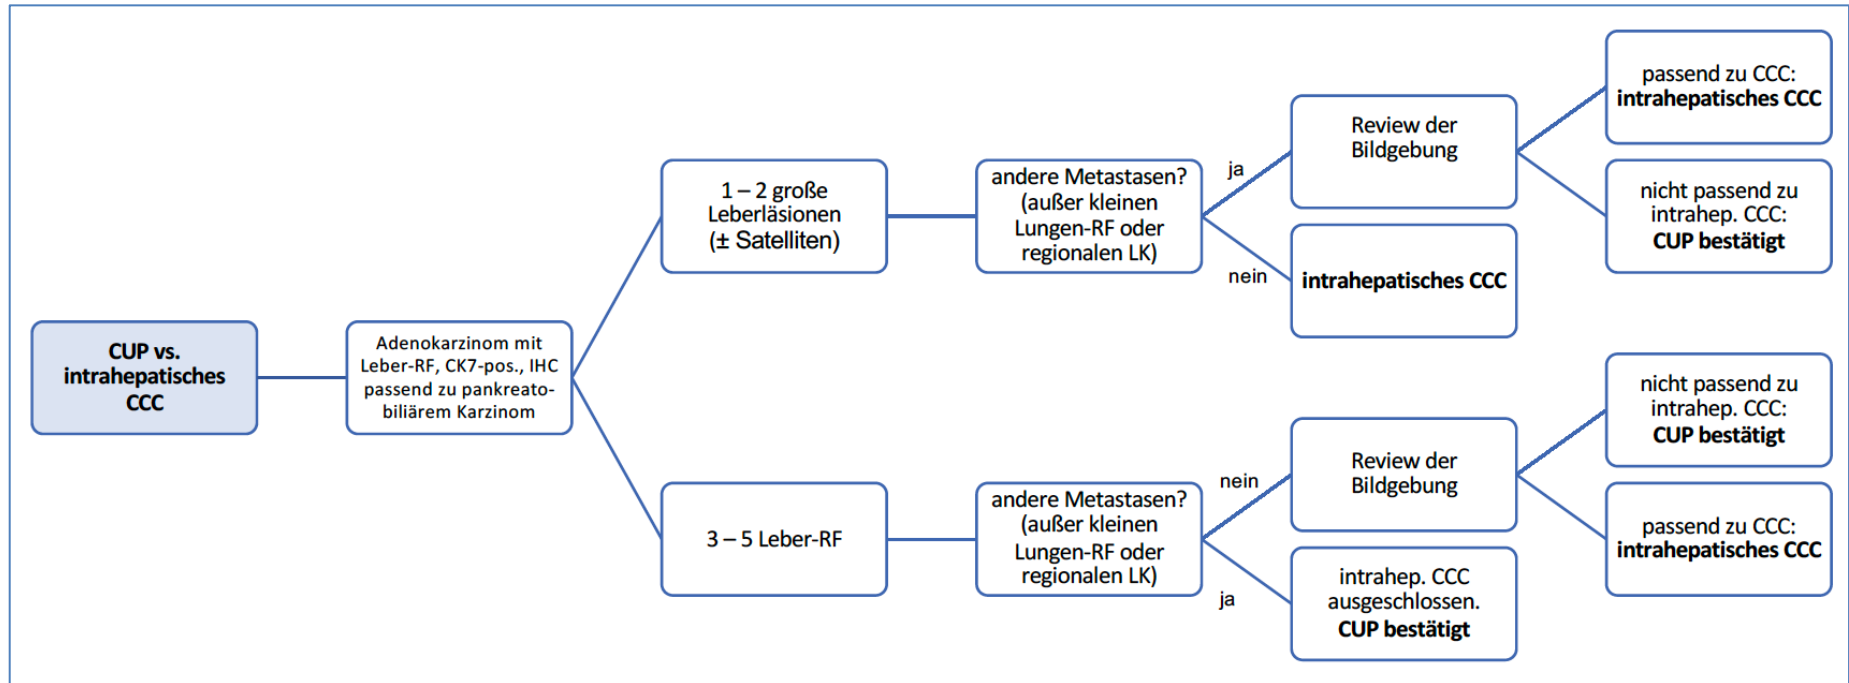 CUP vs.
intrahepatisches
CCC
Adenokarzinom mit
Leber-RF, CK7-pos., IHC
passend zu pankreato-
biliärem Karzinom
1 – 2 große
Leberläsionen
(± Satelliten)
andere Metastasen?
(außer kleinen
Lungen-RF oder
regionalen LK)
ja
Review der
Bildgebung
passend zu CCC:
intrahepatisches CCC
nicht passend zu
intrahep. CCC:
CUP bestätigt
nein
intrahepatisches CCC
3 – 5 Leber-RF
andere Metastasen?
(außer kleinen
Lungen-RF oder
regionalen LK)
nein
Review der
Bildgebung
nicht passend zu
intrahep. CCC:
CUP bestätigt
passend zu CCC:
intrahepatisches CCC
ja
intrahep. CCC
ausgeschlossen.
CUP bestätigt